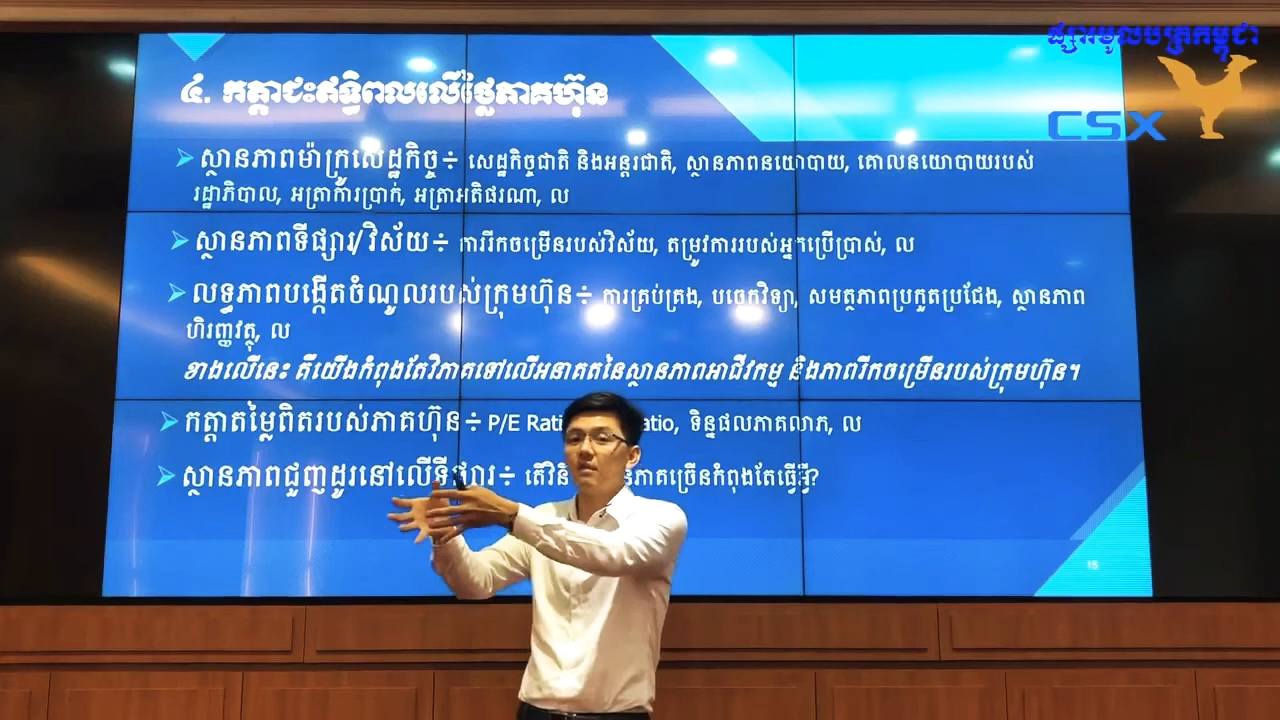 ផ្សារមូលបត្រកម្ពុជា
CSX
៤. កត្តាជះឥទ្ធិពលលើថ្លៃភាគហ៊ុន
➢ ស្ថានភាពម៉ាក្រូសេដ្ឋកិច្ច÷ សេដ្ឋកិច្ចជាតិ និងអន្តរជាតិ, ស្ថានភាពនយោបាយ, គោលនយោបាយរបស់
រដ្ឋាភិបាល, អត្រាការប្រាក់, អត្រាអតិផរណា, ល
➢ ស្ថានភាពទីផ្សារ/វិស័យ÷ ការរីកចម្រើនរបស់វិស័យ, តម្រូវការរបស់អ្នកប្រើប្រាស់, ល
➢ លទ្ធភាពបង្កើតចំណូលរបស់ក្រុមហ៊ុន÷ ការគ្រប់គ្រង, បច្ចេកវិទ្យា, សមត្ថភាពប្រកួតប្រជែង, ស្ថានភាព
ហិរញ្ញវត្ថុ, ល
ខាងលើនេះ គឺយើងកំពុងតែវិភាគទៅលើអនាគតនៃស្ថានភាពអាជីវកម្ម និងភាពរីកចម្រើនរបស់ក្រុមហ៊ុន។
➢ កត្តាតម្លៃពិតរបស់ភាគហ៊ុន÷ P/E Rati atio, ទិន្នផលភាគលាភ, ល
➢ ស្ថានភាពជួញដូរនៅលើទីផ្សារ÷ តើវិនិ ភាគច្រើនកំពុងតែធ្វើអ្វី?
15